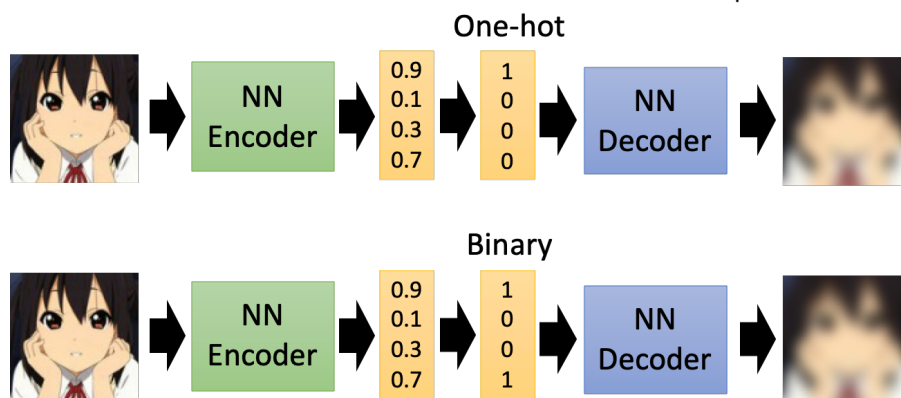 One-hot
NN
Encoder
0.9
0.1
0.3
0.7
1
0
0
0
NN
Decoder
Binary
NN
Encoder
0.9
0.1
0.3
0.7
1
0
0
1
NN
Decoder